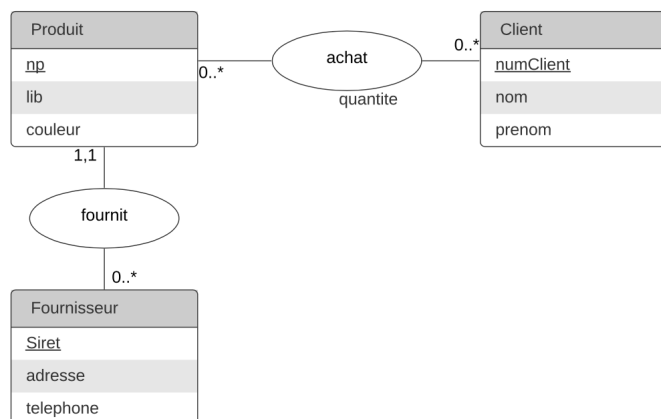 Produit
np
lib
couleur
0..*
achat
quantite
0..*
Client
numClient
nom
prenom
1,1
fournit
0..*
Fournisseur
Siret
adresse
telephone